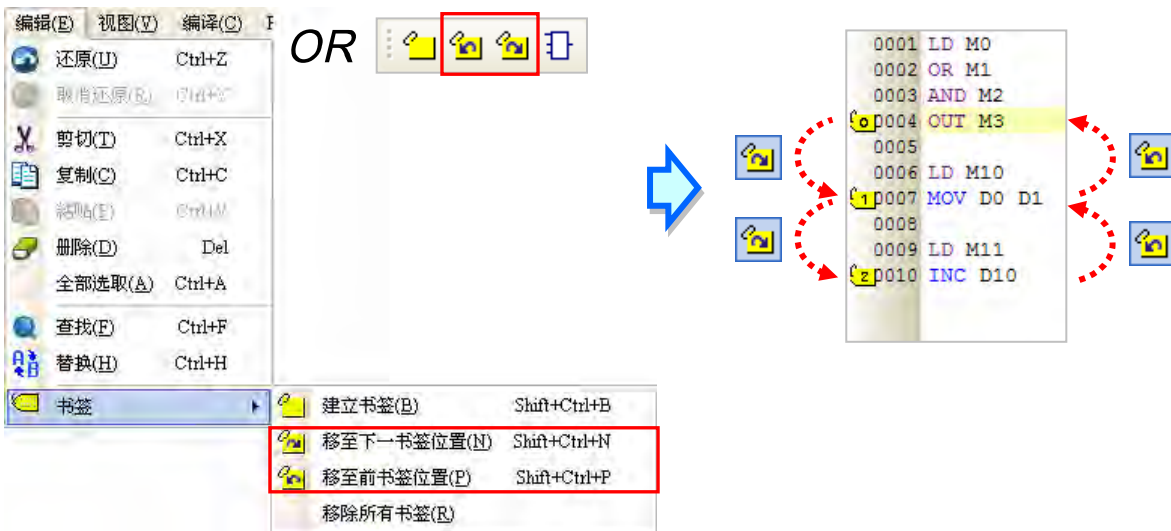 编辑(E) 视图(V) 编译(C)
还原(U) Ctrl+Z
取消还原(R)
剪切(T) Ctrl+X
复制(C) Ctrl+C
删除(D) Del
全部选取(A) Ctrl+A
查找(F) Ctrl+F
替换(H) Ctrl+H
书签
建立书签(B) Shift+Ctrl+B
移至下一书签位置(N) Shift+Ctrl+N
移至前书签位置(P) Shift+Ctrl+P
移除所有书签(R)
OR
0001 LD M0
0002 OR M1
0003 AND M2
0 0004 OUT M3
0005
0006 LD M10
1 0007 MOV D0 D1
0008
0009 LD M11
2 0010 INC D10